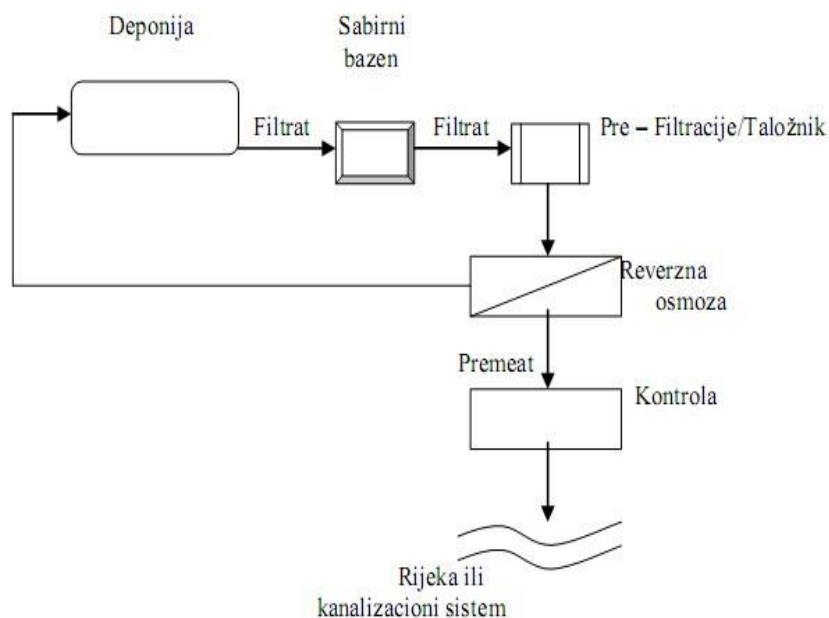 Deponija
Sabirni
bazen
Filtrat
Filtrat
Pre – Filtracije/Taložnik
Reverzna
osmoza
Premeat
Kontrola
Rijeka ili
kanalizacioni sistem